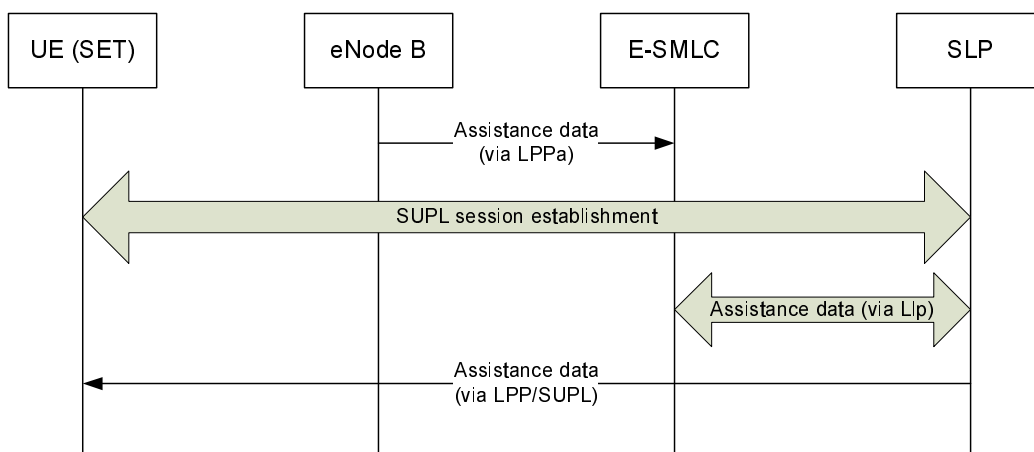 UE (SET)
eNode B
E-SMLC
SLP
Assistance data
(via LPPa)
SUPL session establishment
Assistance data (via Llp)
Assistance data
(via LPP/SUPL)